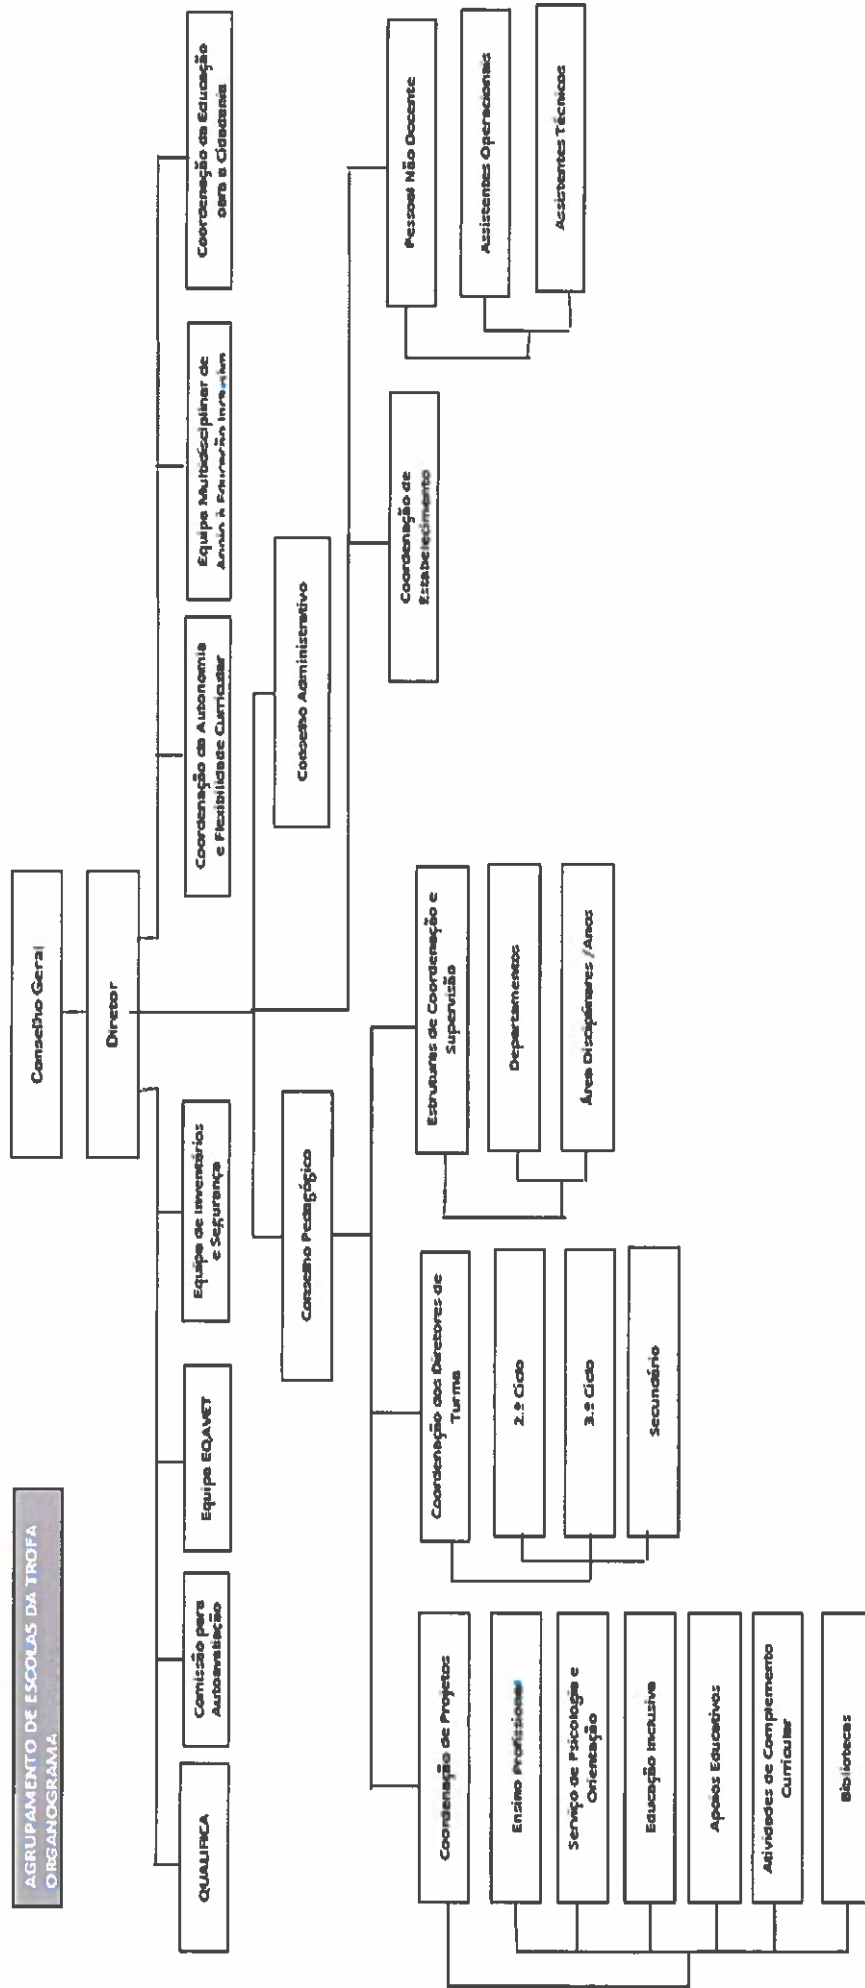 AGRUPAMENTO DE ESCOLAS DA TROFA
ORGANOGRAMA
Conselho Geral
Diretor
QUALIFICA
Comissão para
Autoavaliação
Equipa EQAVET
Equipa de Inventários
e Segurança
Coordenação da Autonomia
e Flexibilidade Curricular
Equipa Multidisciplinar de
Apoio à Educação Inclusiva
Coordenação da Educação
para a Cidadania
Conselho Pedagógico
Conselho Administrativo
Coordenação de Projetos
Ensino Profissional
Serviço de Psicologia e
Orientação
Educação Inclusiva
Apoios Educativos
Atividades de Complemento
Curricular
Bibliotecas
Coordenação dos Diretores de
Turma
2.º Ciclo
3.º Ciclo
Secundário
Estruturas de Coordenação e
Supervisão
Departamentos
Área Disciplinares /Anos
Coordenação de
Estabelecimento
Pessoal Não Docente
Assistentes Operacionais
Assistentes Técnicos